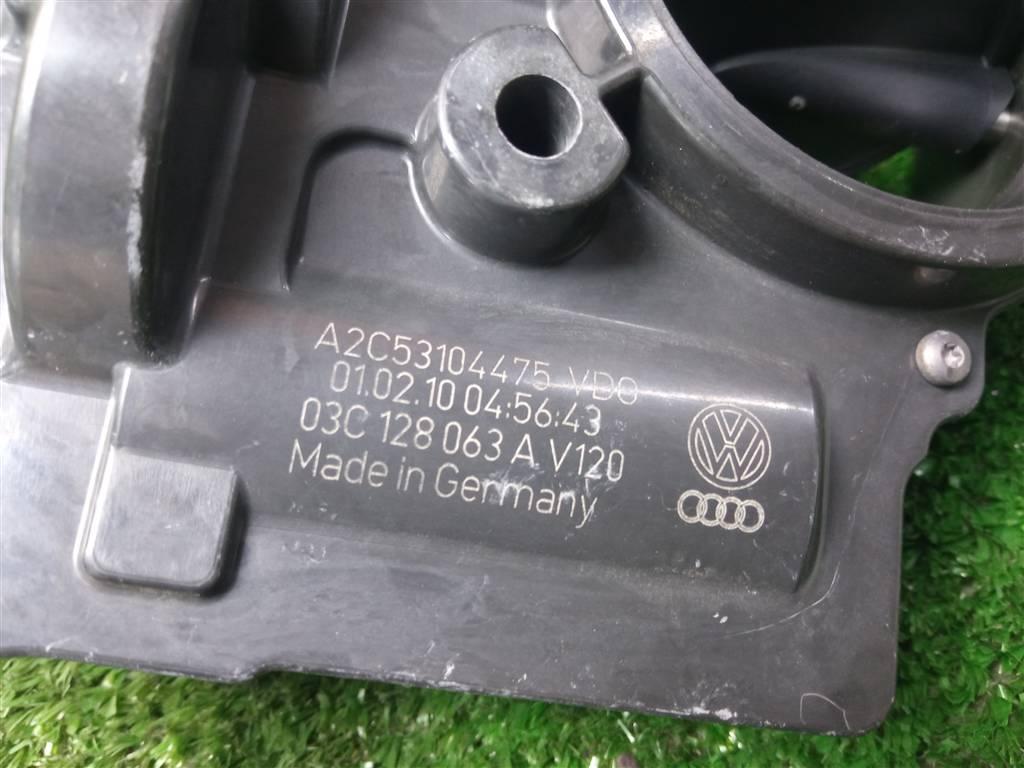 A2C53104475 VDO
01.02.10 04:56:43
03C 128 063 A V120
Made in Germany